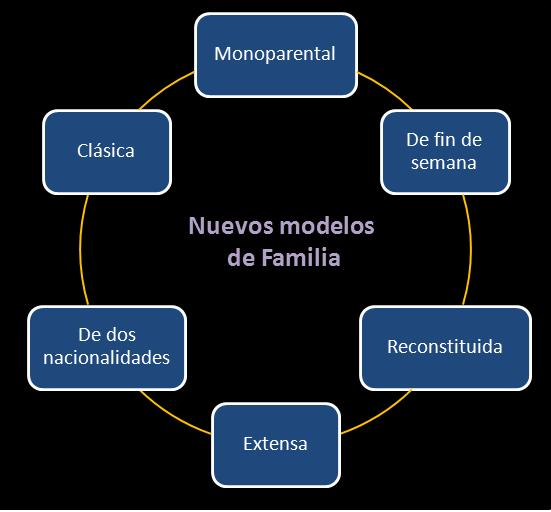 Monoparental
Clásica
De fin de
semana
Nuevos modelos
de Familia
De dos
nacionalidades
Reconstituida
Extensa